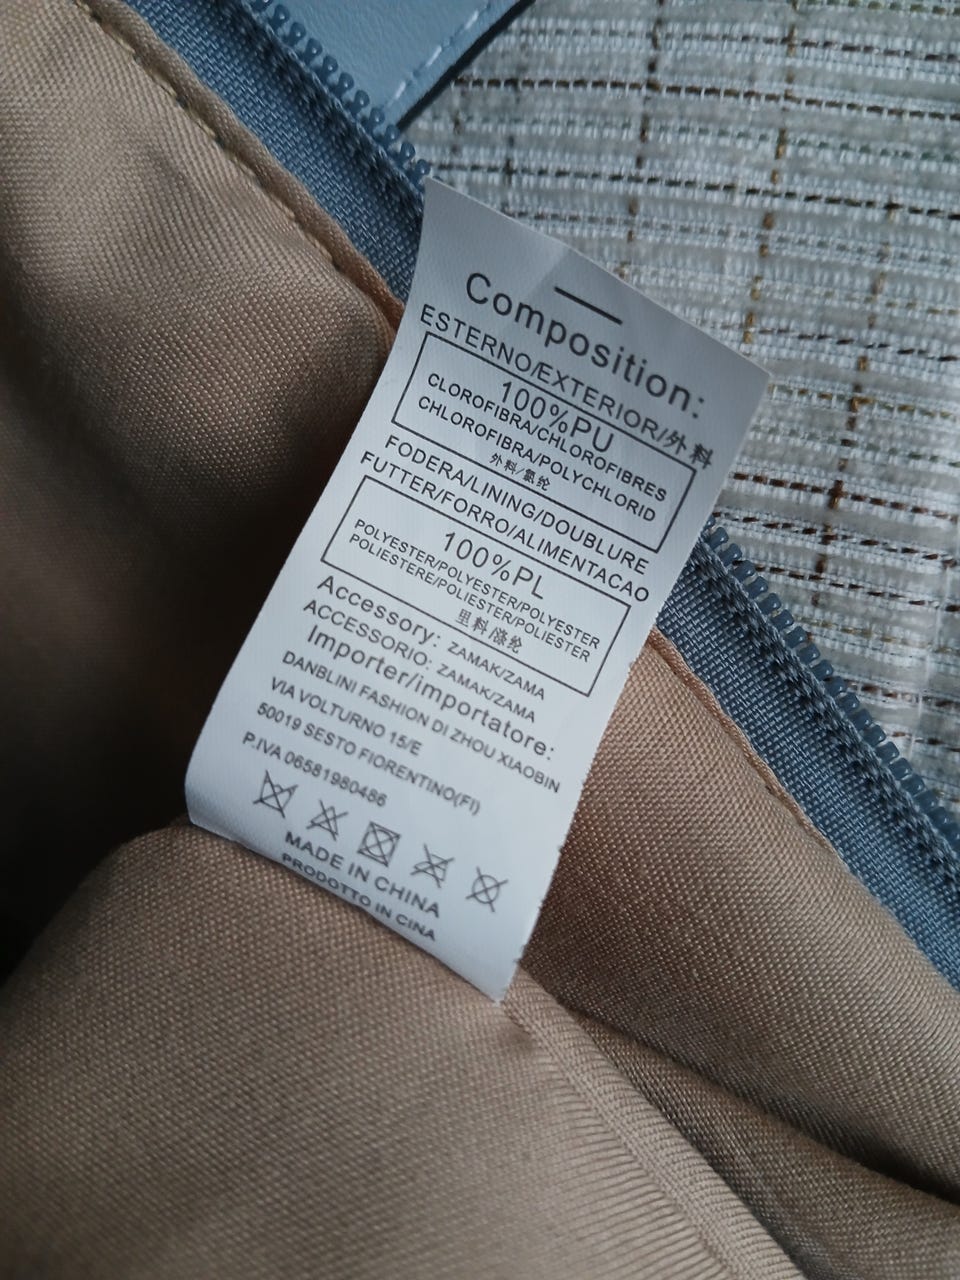 Composition:
ESTERNO/EXTERIOR/外料
100%PU
CLOROFIBRA/CHLOROFIBRES
CHLOROFIBRA/POLYCHLORID
外料/氯纶
FODERA/LINING/DOUBLURE
FUTTER/FORRO/ALIMENTACAO
100%PL
POLYESTER/POLYESTER/POLYESTER
POLIESTERE/POLIESTER/POLIESTER
里料/涤纶
Accessory: ZAMAK/ZAMA
ACCESSORIO: ZAMAK/ZAMA
Importer/importatore:
DANBLINI FASHION DI ZHOU XIAOBIN
VIA VOLTURNO 15/E
50019 SESTO FIORENTINO(FI)
P.IVA 06581980486
MADE IN CHINA
PRODOTTO IN CINA